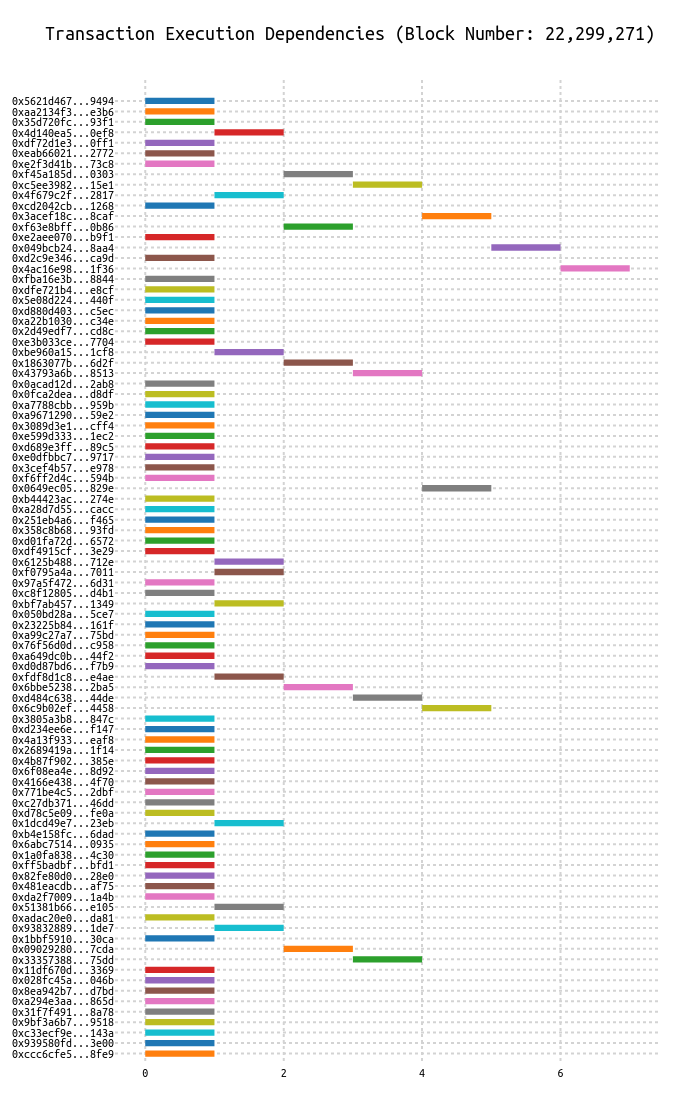 Transaction Execution Dependencies (Block Number: 22,299,271)
0x5621d467...9494
0xaa2134f3...e3b6
0x35d720fc...93f1
0x4d140ea5...0ef8
0xdf72d1e3...0ff1
0xeab66021...2772
0xe2f3d41b...73c8
0xf45a185d...0303
0xc5ee3982...15e1
0x4f679c2f...2817
0xcd2042cb...1268
0x3acef18c...8caf
0xf63e8bff...0b86
0xe2aee070...b9f1
0x049bcb24...8aa4
0xd2c9e346...ca9d
0x4ac16e98...1f36
0xfba16e3b...8844
0xdfe721b4...e8cf
0x5e08d224...440f
0xd880d403...c5ec
0xa22b1030...c34e
0x2d49edf7...cd8c
0xe3b033ce...7704
0xbe960a15...1cf8
0x1863077b...6d2f
0x43793a6b...8513
0x0acad12d...2ab8
0x0fca2dea...d8df
0xa7788cbb...959b
0xa9671290...59e2
0x3089d3e1...cff4
0xe599d333...1ec2
0xd689e3ff...89c5
0xe0dfbbc7...9717
0x3cef4b57...e978
0xf6ff2d4c...594b
0x0649ec05...829e
0xb44423ac...274e
0xa28d7d55...cacc
0x251eb4a6...f465
0x358c8b68...93fd
0xd01fa72d...6572
0xdf4915cf...3e29
0x6125b488...712e
0xf0795a4a...7011
0x97a5f472...6d31
0xc8f12805...d4b1
0xbf7ab457...1349
0x050bd28a...5ce7
0x23225b84...161f
0xa99c27a7...75bd
0x76f56d0d...c958
0xa649dc0b...44f2
0xd0d87bd6...f7b9
0xfdf8d1c8...e4ae
0x6bbe5238...2ba5
0xd484c638...44de
0x6c9b02ef...4458
0x3805a3b8...847c
0xd234ee6e...f147
0x4a13f933...eaf8
0x2689419a...1f14
0x4b87f902...385e
0x6f08ea4e...8d92
0x4166e438...4f70
0x771be4c5...2dbf
0xc27db371...46dd
0xd78c5e09...fe0a
0x1dcd49e7...23eb
0xb4e158fc...6dad
0x6abc7514...0935
0x1a0fa838...4c30
0xff5badbf...bfd1
0x82fe80d0...28e0
0x481eacdb...af75
0xda2f7009...1a4b
0x51381b66...e105
0xadac20e0...da81
0x93832889...1de7
0x1bbf5910...30ca
0x09029280...7cda
0x33357388...75dd
0x11df670d...3369
0x028fc45a...046b
0x8ea942b7...d7bd
0xa294e3aa...865d
0x31f7f491...8a78
0x9bf3a6b7...9518
0xc33ecf9e...143a
0x939580fd...3e00
0xccc6cfe5...8fe9
0 2 4 6